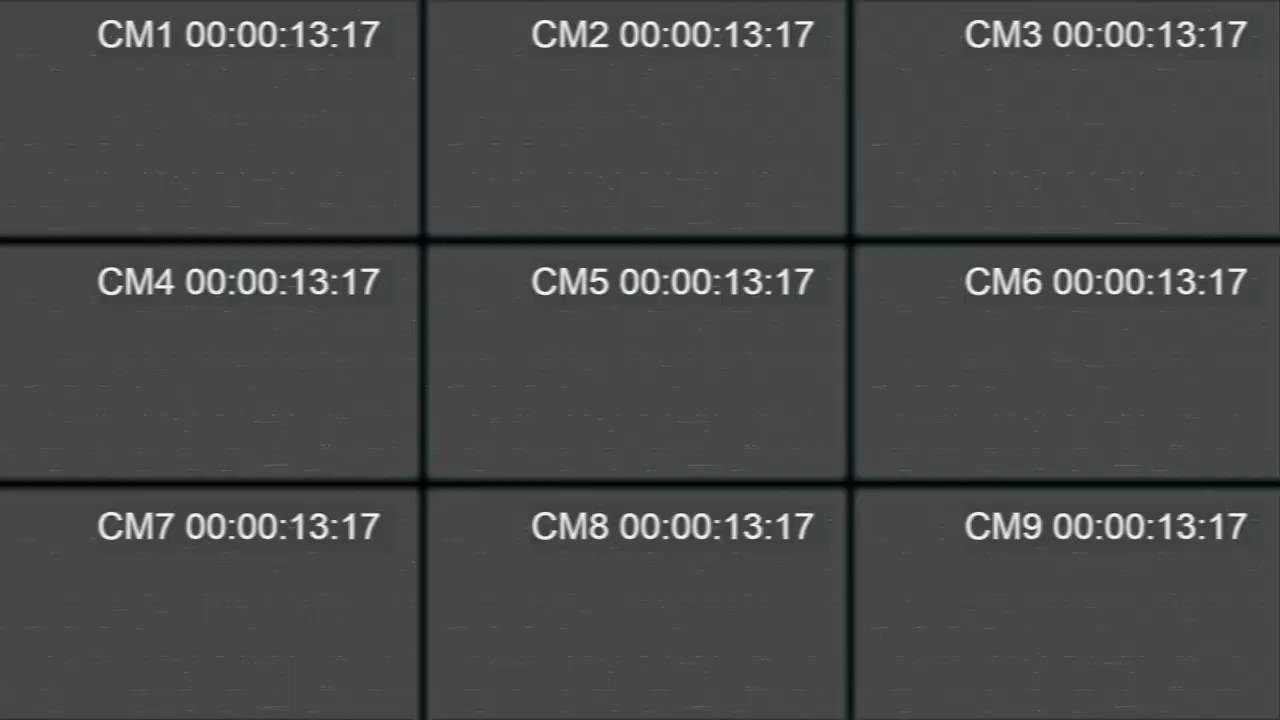 CM1 00:00:13:17
CM2 00:00:13:17
CM3 00:00:13:17
CM4 00:00:13:17
CM5 00:00:13:17
CM6 00:00:13:17
CM7 00:00:13:17
CM8 00:00:13:17
CM9 00:00:13:17